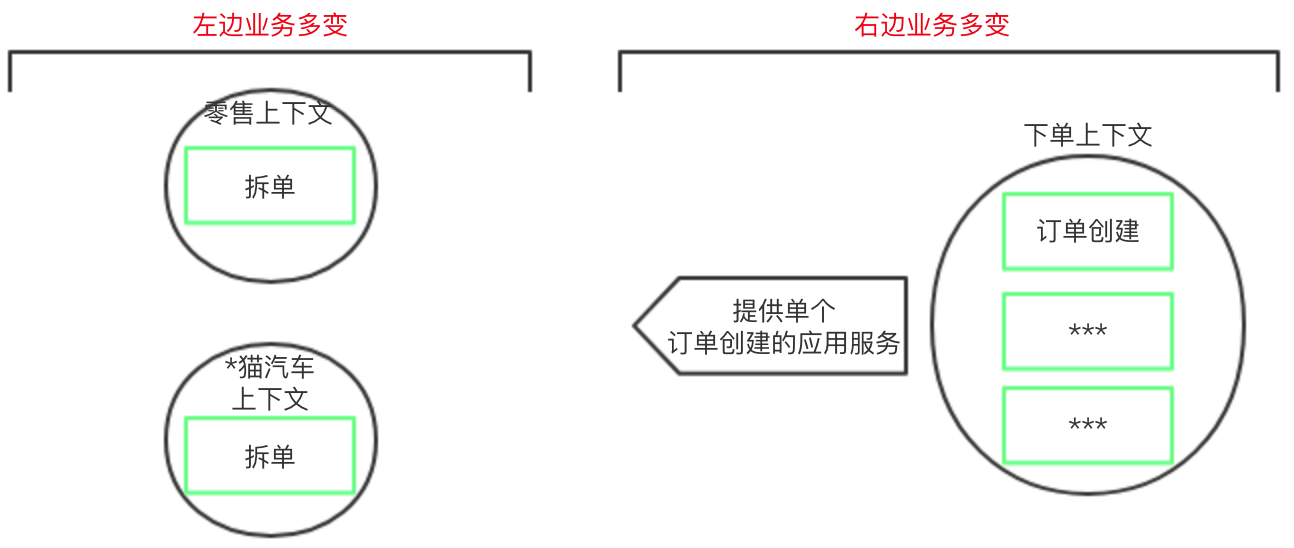 左边业务多变
零售上下文
拆单
*猫汽车
上下文
拆单
右边业务多变
下单上下文
订单创建
***
***
提供单个
订单创建的应用服务